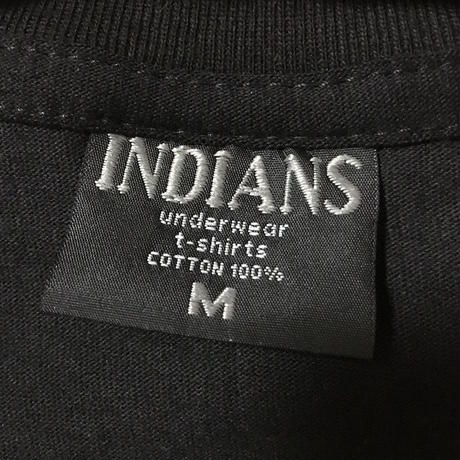 INDIANS
underwear
t-shirts
COTTON 100%
M